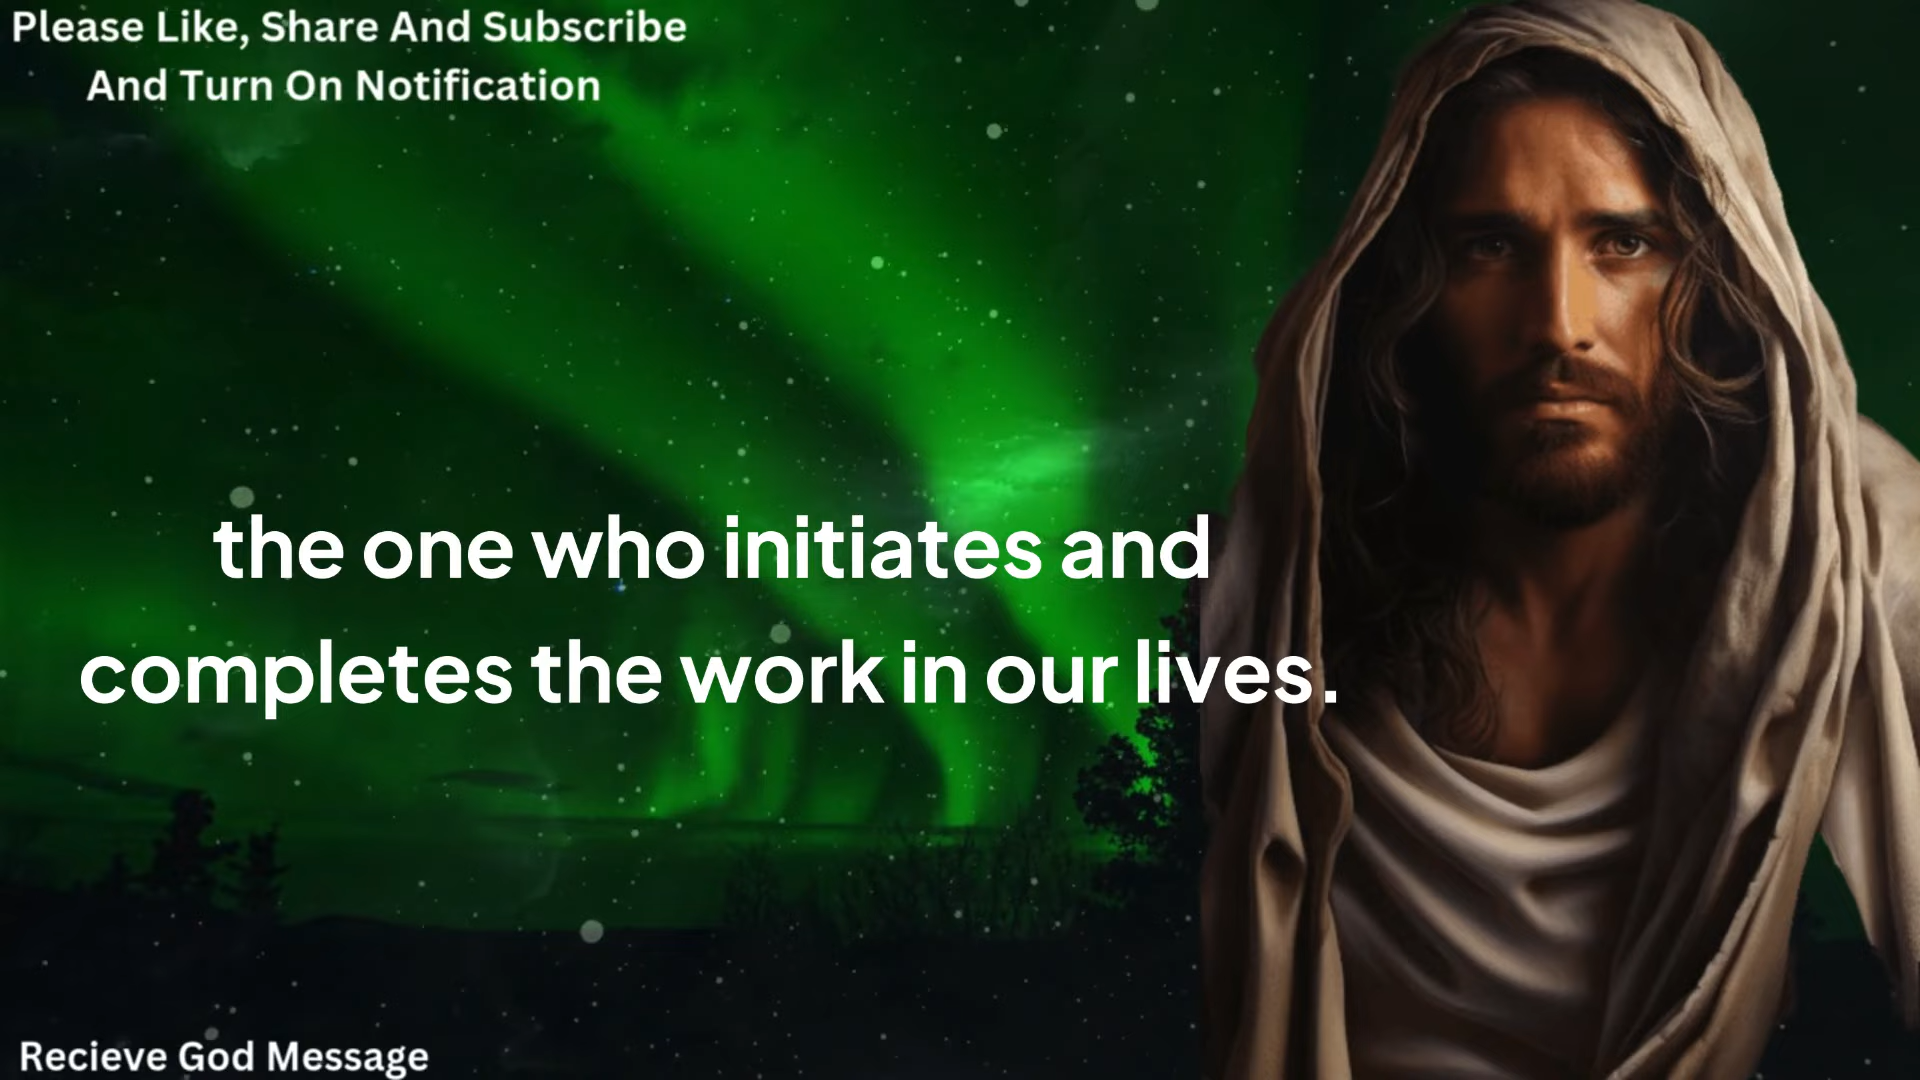 Please Like, Share And Subscribe
And Turn On Notification
the one who initiates and
completes the work in our lives.
Recieve God Message